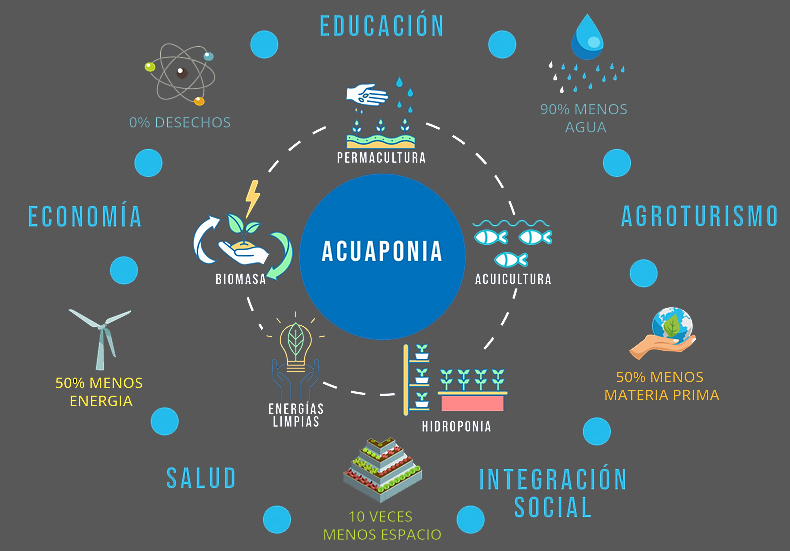 EDUCACIÓN
0% DESECHOS
90% MENOS
AGUA
PERMACULTURA
ECONOMÍA
AGROTURISMO
ACUAPONIA
BIOMASA
ACUICULTURA
50% MENOS
ENERGIA
50% MENOS
MATERIA PRIMA
ENERGÍAS
LIMPIAS
HIDROPONIA
SALUD
INTEGRACIÓN
SOCIAL
10 VECES
MENOS ESPACIO